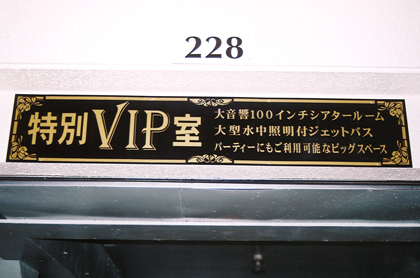 228
特別VIP室
大音響100インチシアタールーム
大型水中照明付ジェットバス
パーティーにもご利用可能なビッグスペース